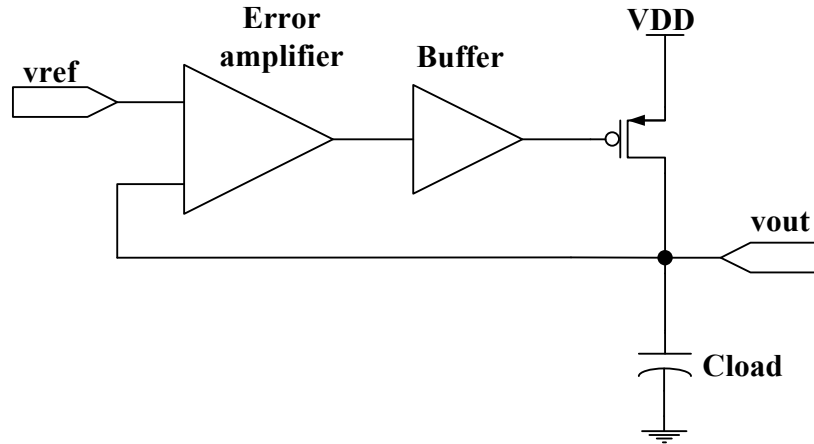 Error
amplifier
Buffer
VDD
vref
vout
Cload